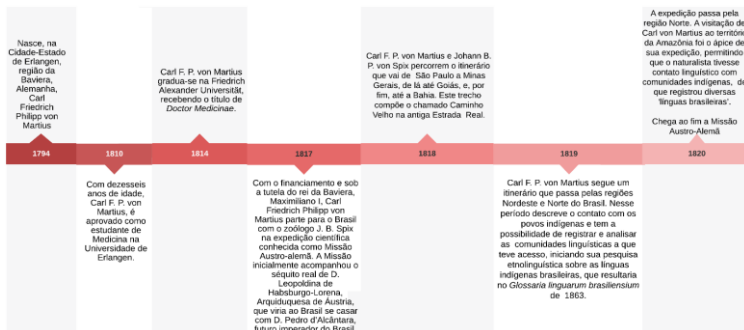 Nasce, na
Cidade-Estado
de Erlangen,
região da
Baviera,
Alemanha,
Carl
Friedrich
Philipp von
Martius
1794
1810
Com dezesseis
anos de idade,
Carl F. P. von
Martius, é
aprovado como
estudante de
Medicina na
Universidade de
Erlangen.
Carl F. P. von Martius
gradua-se na Friedrich
Alexander Universität,
recebendo o título de
Doctor Medicinae.
1814
1817
Com o financiamento e sob
a tutela do rei da Baviera,
Maximiliano I, Carl
Friedrich Philipp von
Martius parte para o Brasil
com o zoólogo J. B. Spix
na expedição científica
conhecida como Missão
Austro-alemã. A Missão
inicialmente acompanhou o
séquito real de D.
Leopoldina de
Habsburgo-Lorena,
Arquiduquesa de Áustria,
que viria ao Brasil se casar
com D. Pedro d'Alcântara,
futuro imperador do Brasil.
Carl F. P. von Martius e Johann B.
P. von Spix percorrem o itinerário
que vai de São Paulo a Minas
Gerais, de lá até Goiás, e, por
fim, até a Bahia. Este trecho
compõe o chamado Caminho
Velho na antiga Estrada Real.
1818
1819
Carl F. P. von Martius segue um
itinerário que passa pelas regiões
Nordeste e Norte do Brasil. Nesse
período descreve o contato com os
povos indígenas e tem a
possibilidade de registrar e analisar
as comunidades linguísticas a que
teve acesso, iniciando sua pesquisa
etnolinguística sobre as línguas
indígenas brasileiras, que resultaria
no Glossaria linguarum brasiliensium
de 1863.
A expedição passa pela
região Norte. A visitação de
Carl von Martius ao território
da Amazônia foi o ápice de
sua expedição, permitindo
que o naturalista tivesse
contato linguístico com
comunidades indígenas, de
que registrou diversas
'línguas brasileiras'.
Chega ao fim a Missão
Austro-Alemã
1820